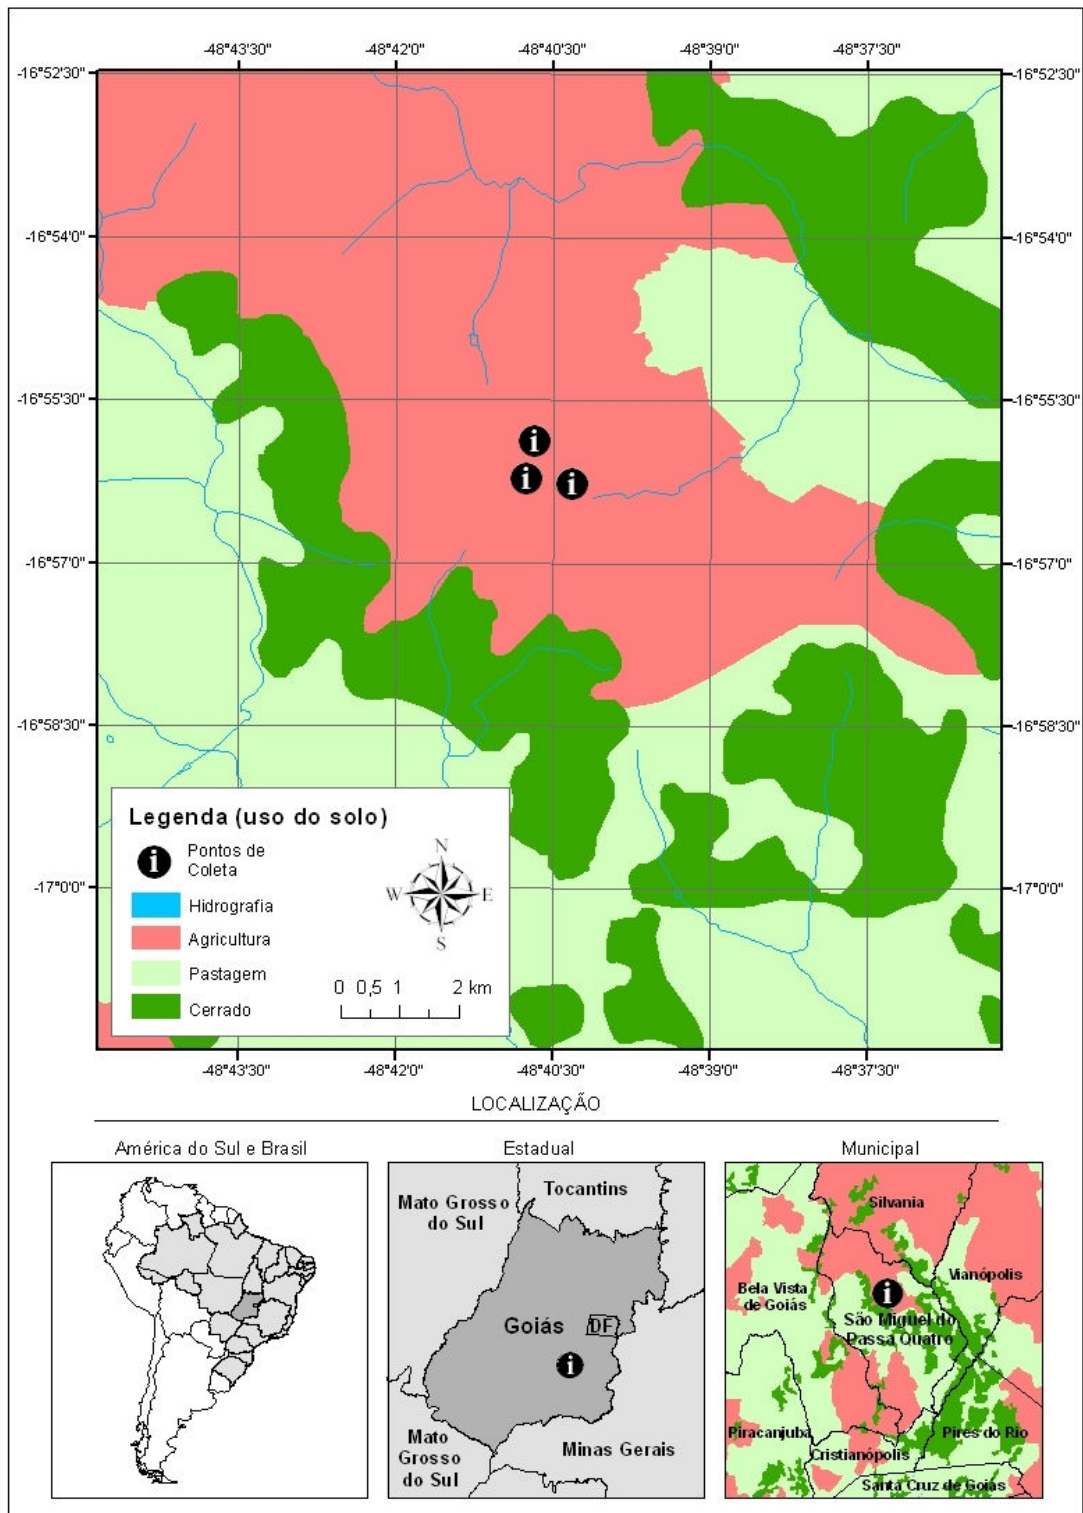 -48°43'30" -48°42'0" -48°40'30" -48°39'0" -48°37'30"
-16°52'30" -16°52'30"
-16°54'0" -16°54'0"
-16°55'30" -16°55'30"
-16°57'0" -16°57'0"
-16°58'30" -16°58'30"
-17°0'0" -17°0'0"
i
i i
Legenda (uso do solo)
i Pontos de
Coleta
Hidrografia
Agricultura
Pastagem
Cerrado
N
W E
S
0 0,5 1 2 km
-48°43'30" -48°42'0" -48°40'30" -48°39'0" -48°37'30"
LOCALIZAÇÃO
América do Sul e Brasil
Estadual
Mato Grosso
do Sul
Tocantins
Goiás
DF
i
Mato
Grosso
do Sul
Minas Gerais
Municipal
Silvania
Vianópolis
Bela Vista
de Goiás
i
São Miguel do
Passa Quatro
Piracanjuba
Pires do Rio
Cristianópolis
Santa Cruz de Goiás